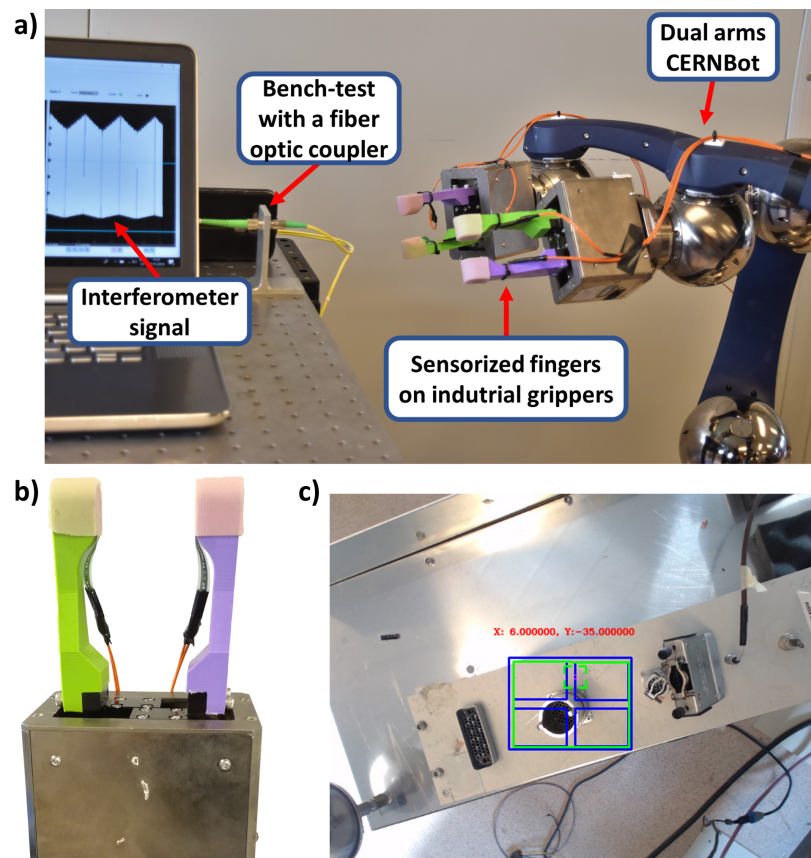 a)
Dual arms
CERNBot
Bench-test
with a fiber
optic coupler
Interferometer
signal
Sensorized fingers
on indutrial grippers
b)
c)
X: 6.000000, Y:-35.000000